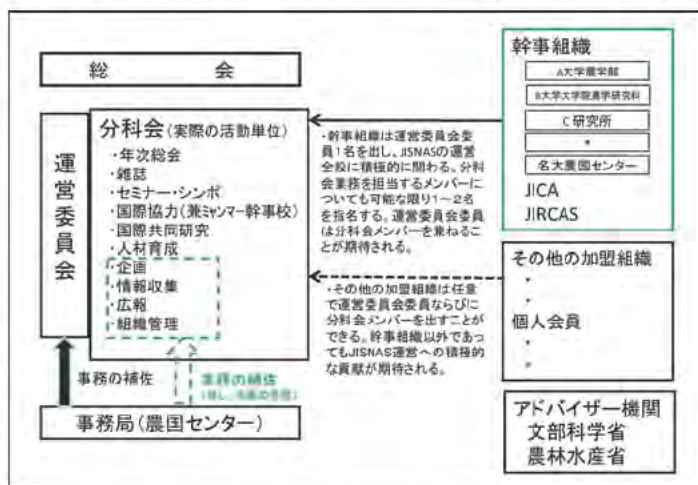 総　　　会
運営委員会
分科会(実際の活動単位)
・年次総会
・雑誌
・セミナー・シンポ
・国際協力(兼ミャンマー幹事校)
・国際共同研究
・人材育成
・企画
・情報収集
・広報
・組織管理
事務の補佐
業務の補佐
事務局(農国センター)
・幹事組織は運営委員会委
員1名を出し、JISNASの運営
全般に積極的に関わる。分科
会業務を担当するメンバーに
ついても可能な限り1～2名
を指名する。運営委員会委員
は分科会メンバーを兼ねるこ
とが期待される。
・その他の加盟組織は任意
で運営委員会委員ならびに
分科会メンバーを出すことが
できる。幹事組織以外であっ
てもJISNAS運営への積極的
な貢献が期待される。
幹事組織
A大学農学部
B大学大学院農学研究科
C研究所
・
名大農国センター
JICA
JIRCAS
その他の加盟組織
・
・
個人会員
・
・
アドバイザー機関
文部科学省
農林水産省